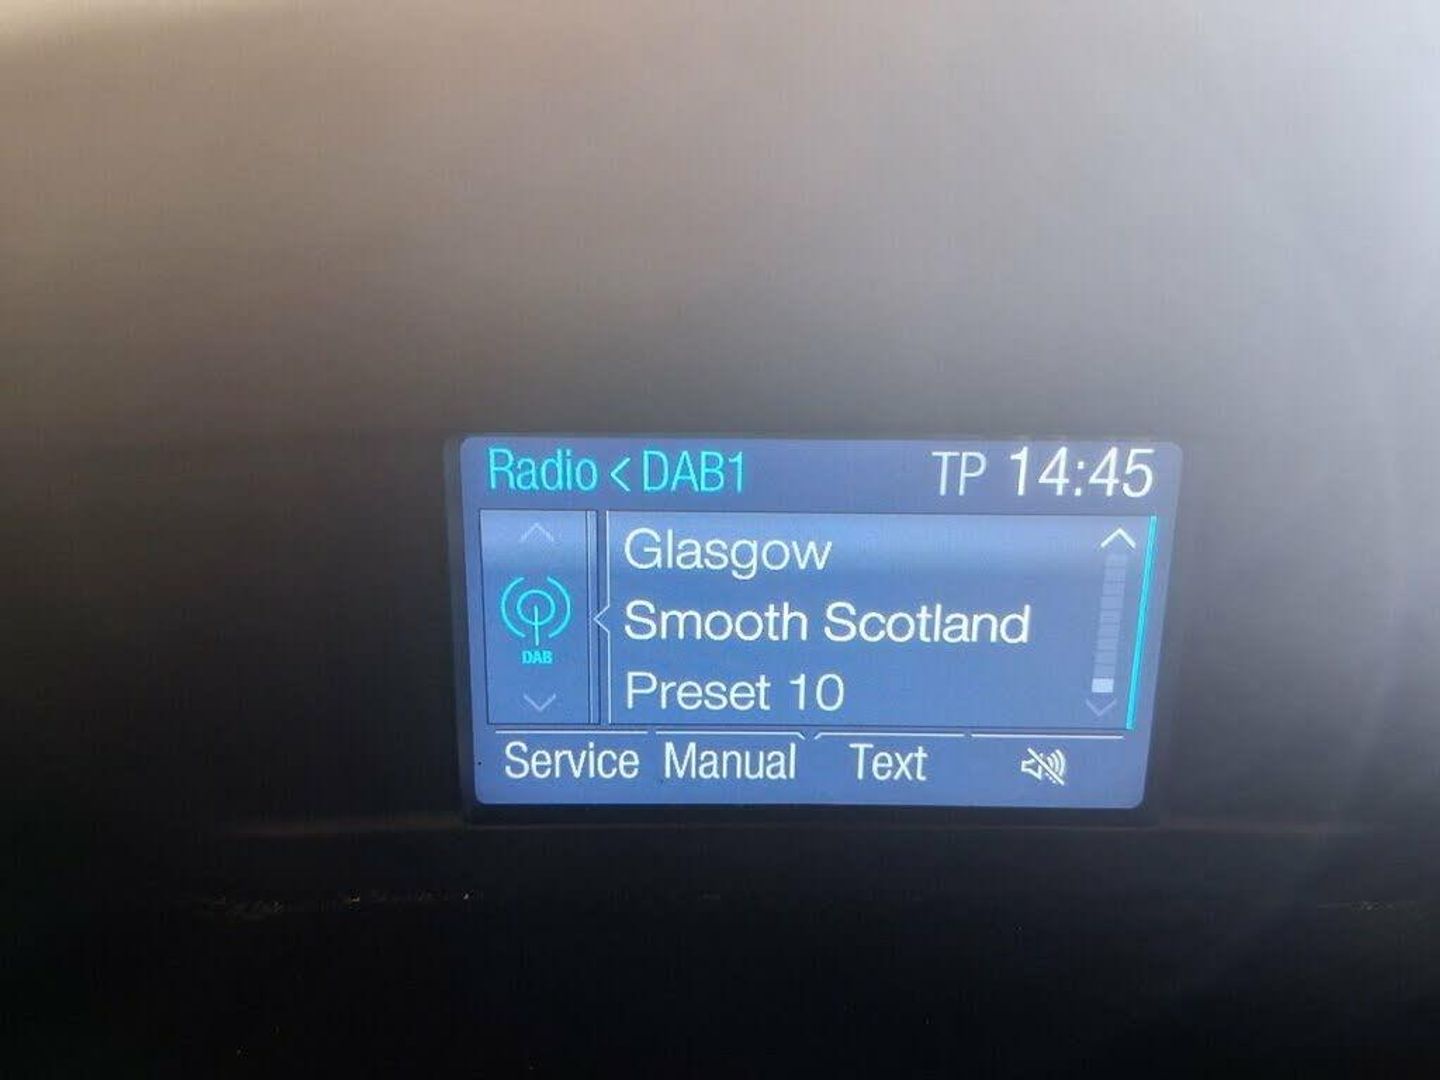 Radio < DAB1 TP 14:45
Glasgow
Smooth Scotland
DAB
Preset 10
Service Manual Text